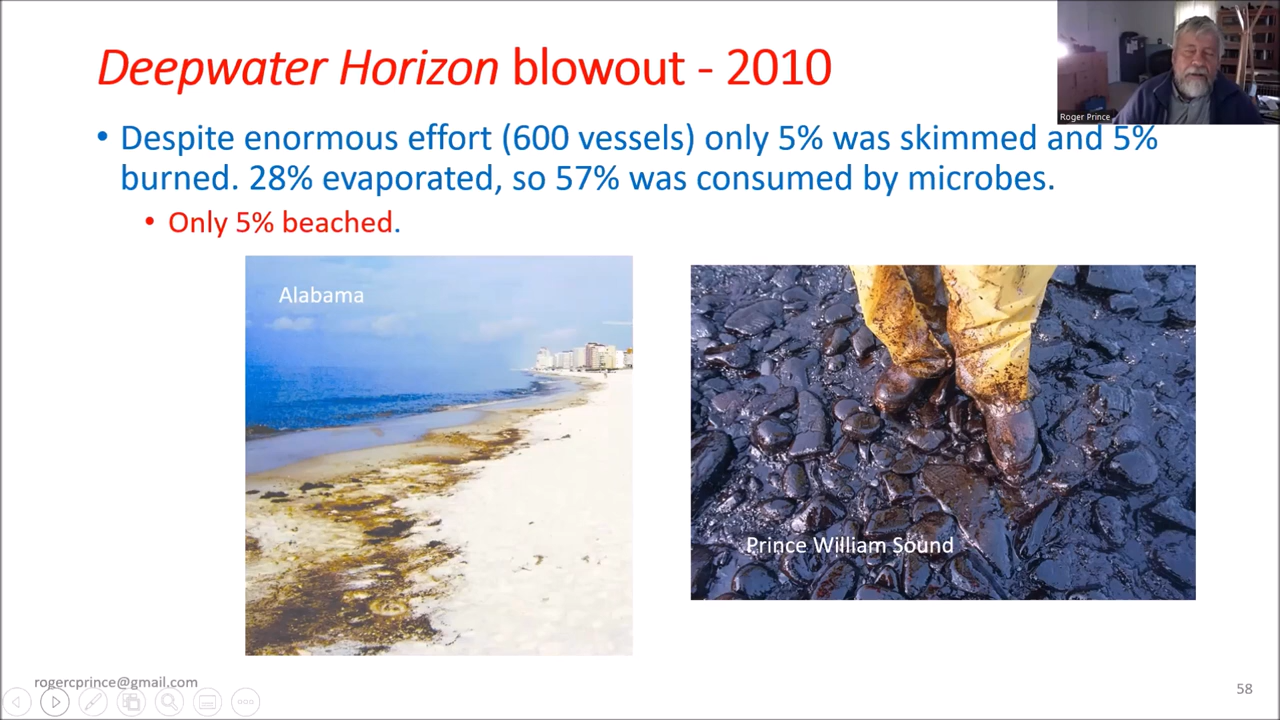 Deepwater Horizon blowout - 2010
Roger Prince
• Despite enormous effort (600 vessels) only 5% was skimmed and 5%
burned. 28% evaporated, so 57% was consumed by microbes.
• Only 5% beached.
Alabama
Prince William Sound
rogercprince@gmail.com
58